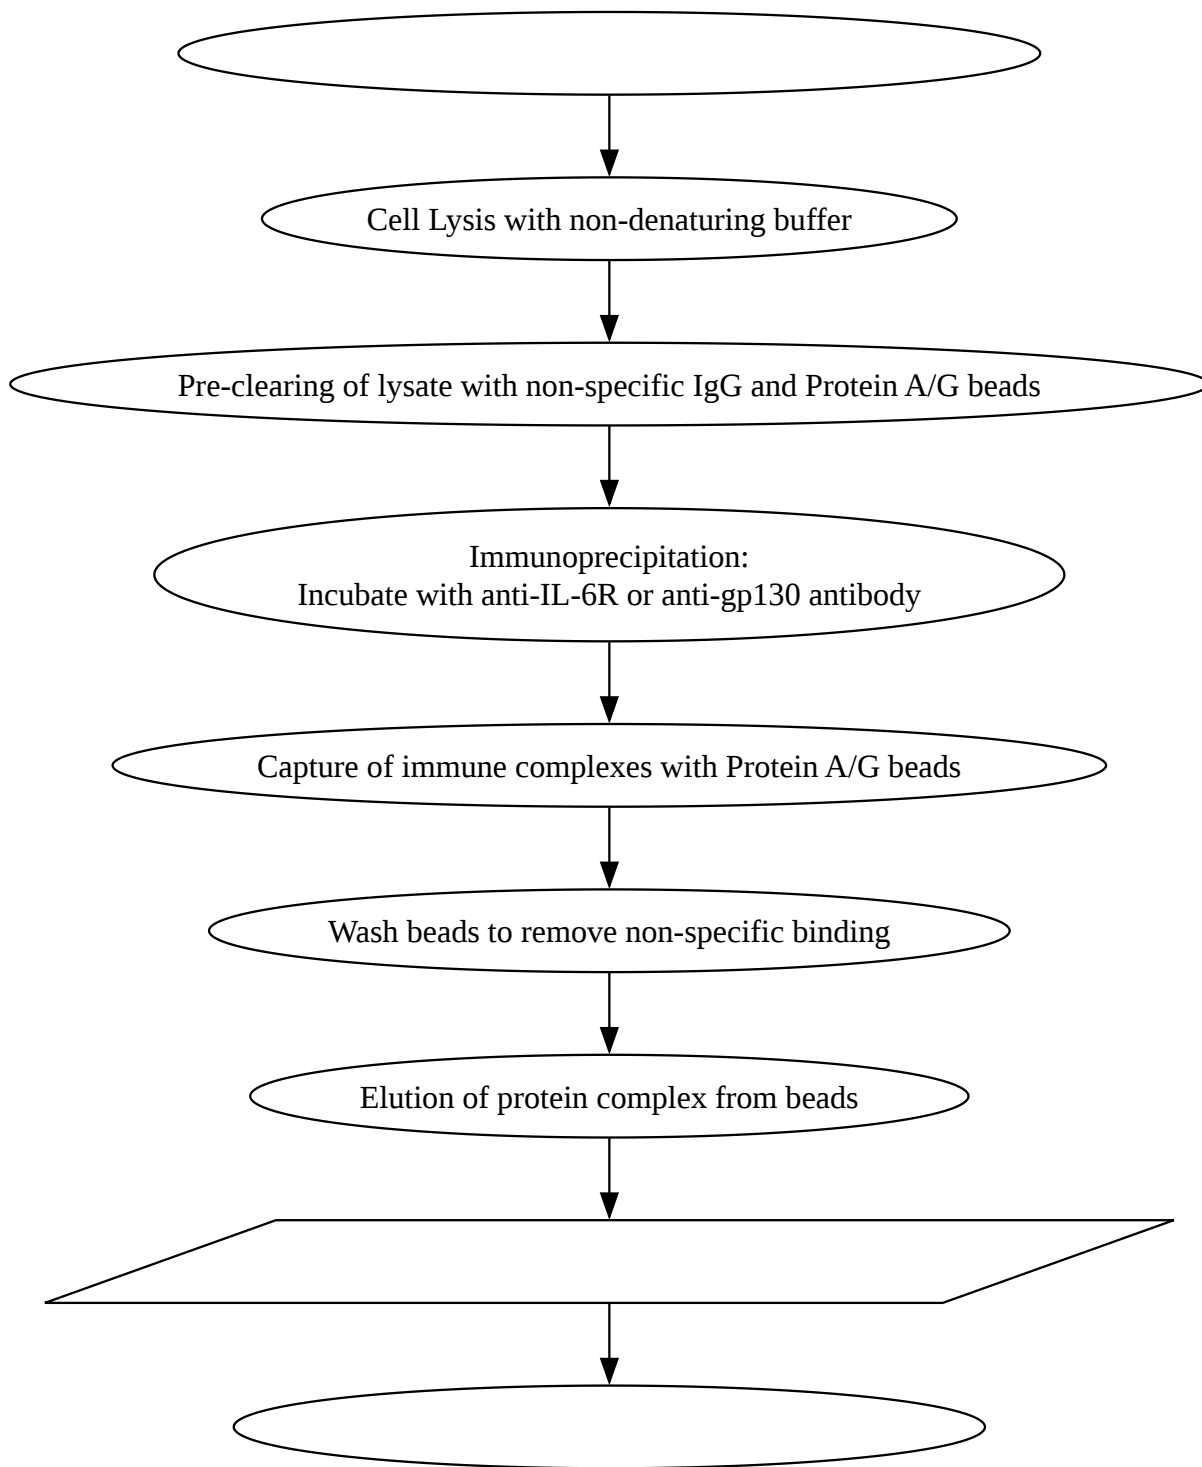 Cell Lysis with non-denaturing buffer
Pre-clearing of lysate with non-specific IgG and Protein A/G beads
Immunoprecipitation:
Incubate with anti-IL-6R or anti-gp130 antibody
Capture of immune complexes with Protein A/G beads
Wash beads to remove non-specific binding
Elution of protein complex from beads